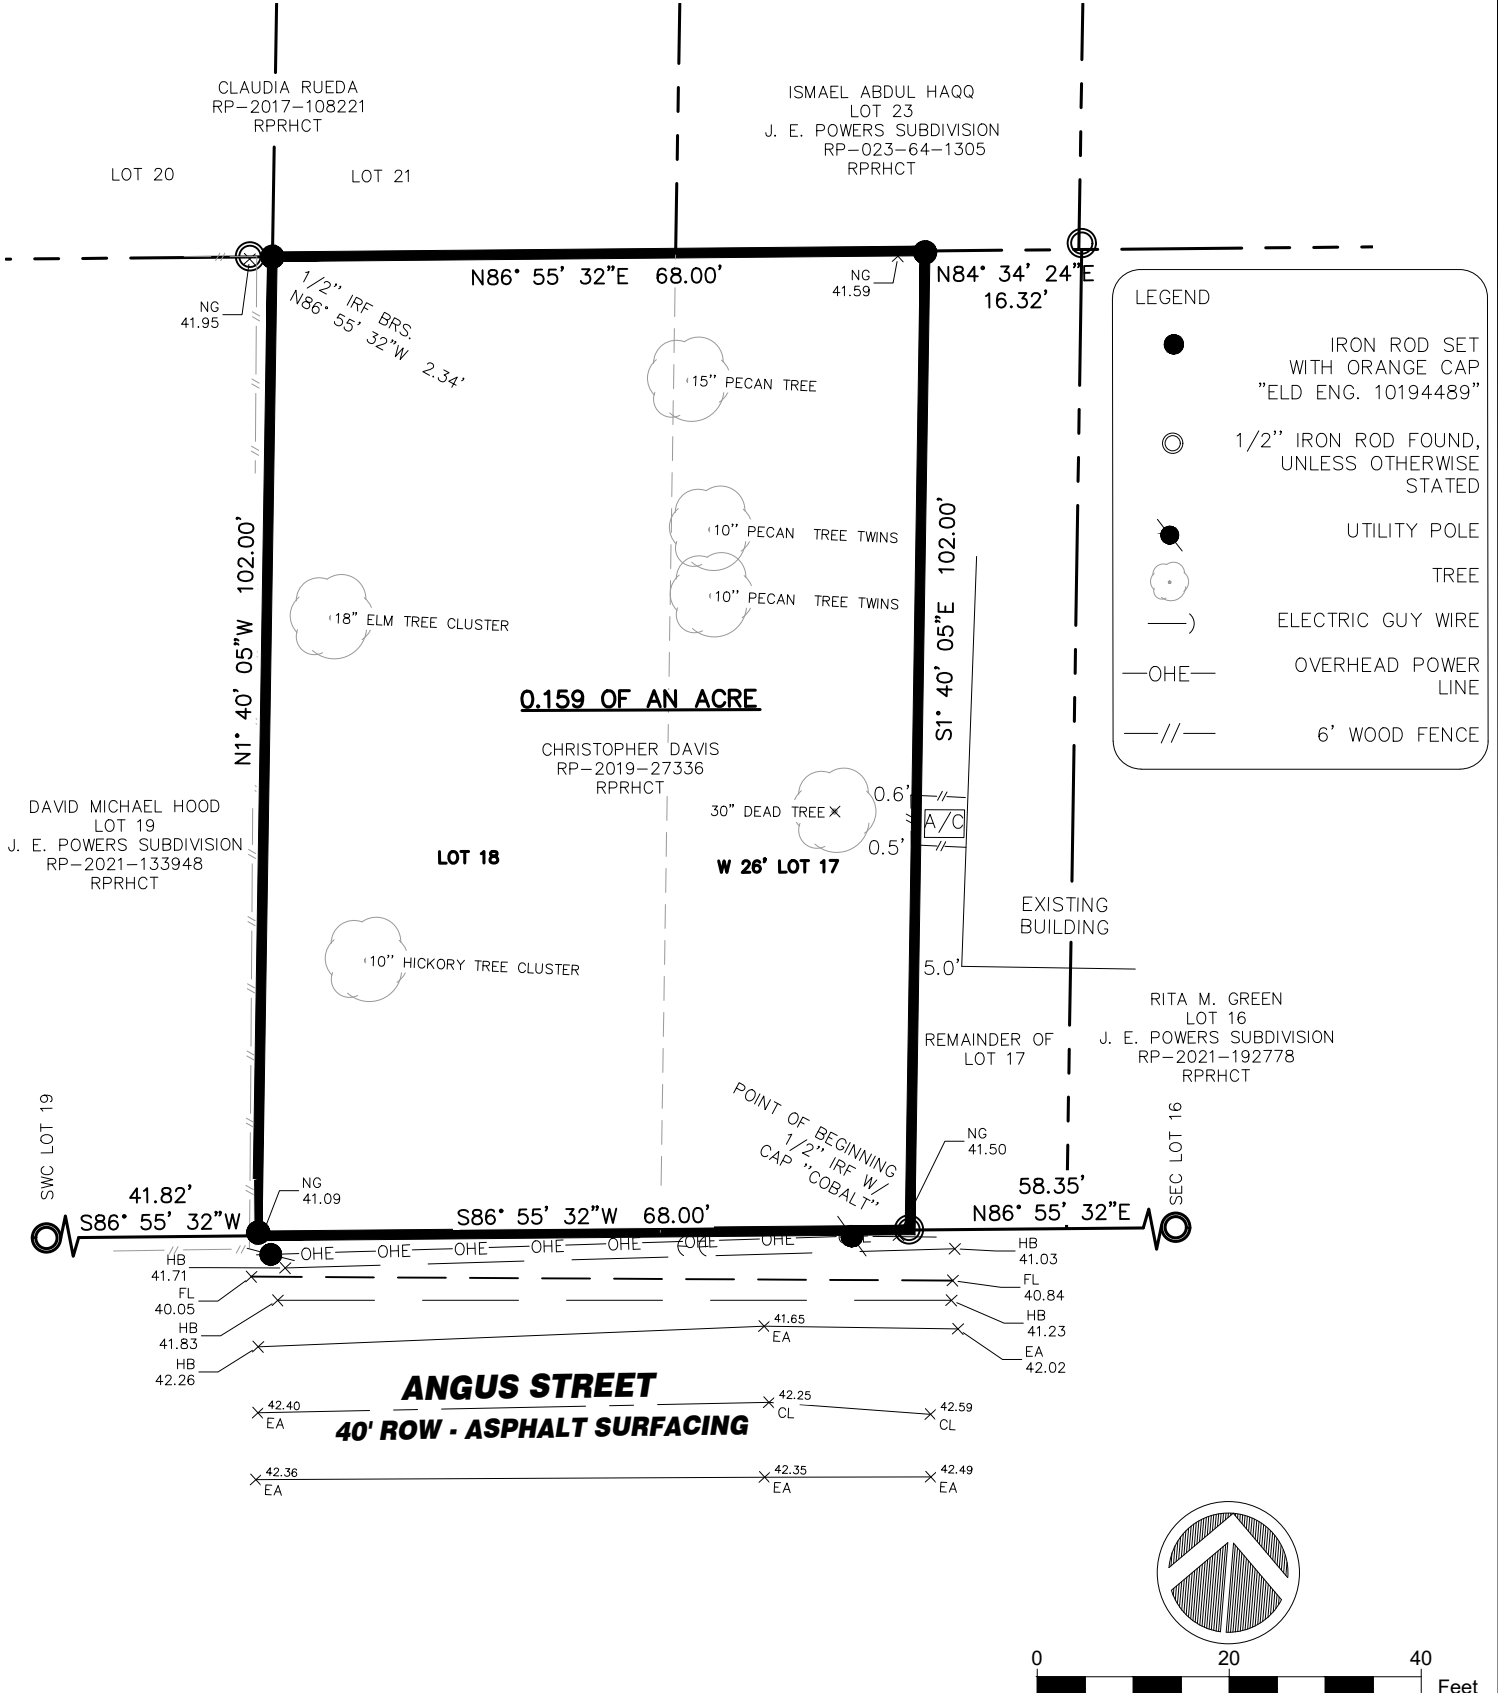 CLAUDIA RUEDA
RP-2017-108221
RPRHCT
ISMAEL ABDUL HAQQ
LOT 23
J. E. POWERS SUBDIVISION
RP-023-64-1305
RPRHCT
LOT 20
LOT 21
N86° 55' 32"E 68.00'
NG
41.59
N84° 34' 24"E
16.32'
NG
41.95
1/2" IRF BRS.
N86° 55' 32"W 2.34'
LEGEND
IRON ROD SET
WITH ORANGE CAP
"ELD ENG. 10194489"
1/2" IRON ROD FOUND,
UNLESS OTHERWISE
STATED
UTILITY POLE
TREE
ELECTRIC GUY WIRE
OHE
OVERHEAD POWER
LINE
6' WOOD FENCE
15" PECAN TREE
10" PECAN TREE TWINS
10" PECAN TREE TWINS
18" ELM TREE CLUSTER
N1° 40' 05"W 102.00'
S1° 40' 05"E 102.00'
0.159 OF AN ACRE
CHRISTOPHER DAVIS
RP-2019-27336
RPRHCT
DAVID MICHAEL HOOD
LOT 19
J. E. POWERS SUBDIVISION
RP-2021-133948
RPRHCT
30" DEAD TREE
0.6'
A/C
0.5'
LOT 18
W 26' LOT 17
EXISTING
BUILDING
10" HICKORY TREE CLUSTER
5.0'
RITA M. GREEN
LOT 16
J. E. POWERS SUBDIVISION
RP-2021-192778
RPRHCT
REMAINDER OF
LOT 17
POINT OF BEGINNING
1/2" IRF W/
CAP "COBALT"
NG
41.50
SWC LOT 19
SEC LOT 16
NG
41.09
41.82'
S86° 55' 32"W
S86° 55' 32"W 68.00'
58.35'
N86° 55' 32"E
OHE OHE OHE OHE OHE OHE OHE
HB
41.71
HB
41.03
FL
40.05
FL
40.84
HB
41.83
HB
41.23
HB
42.26
41.65
EA
EA
42.02
ANGUS STREET
42.40
EA
42.25
CL
42.59
CL
40' ROW - ASPHALT SURFACING
42.36
EA
42.35
EA
42.49
EA
0 20 40
Feet